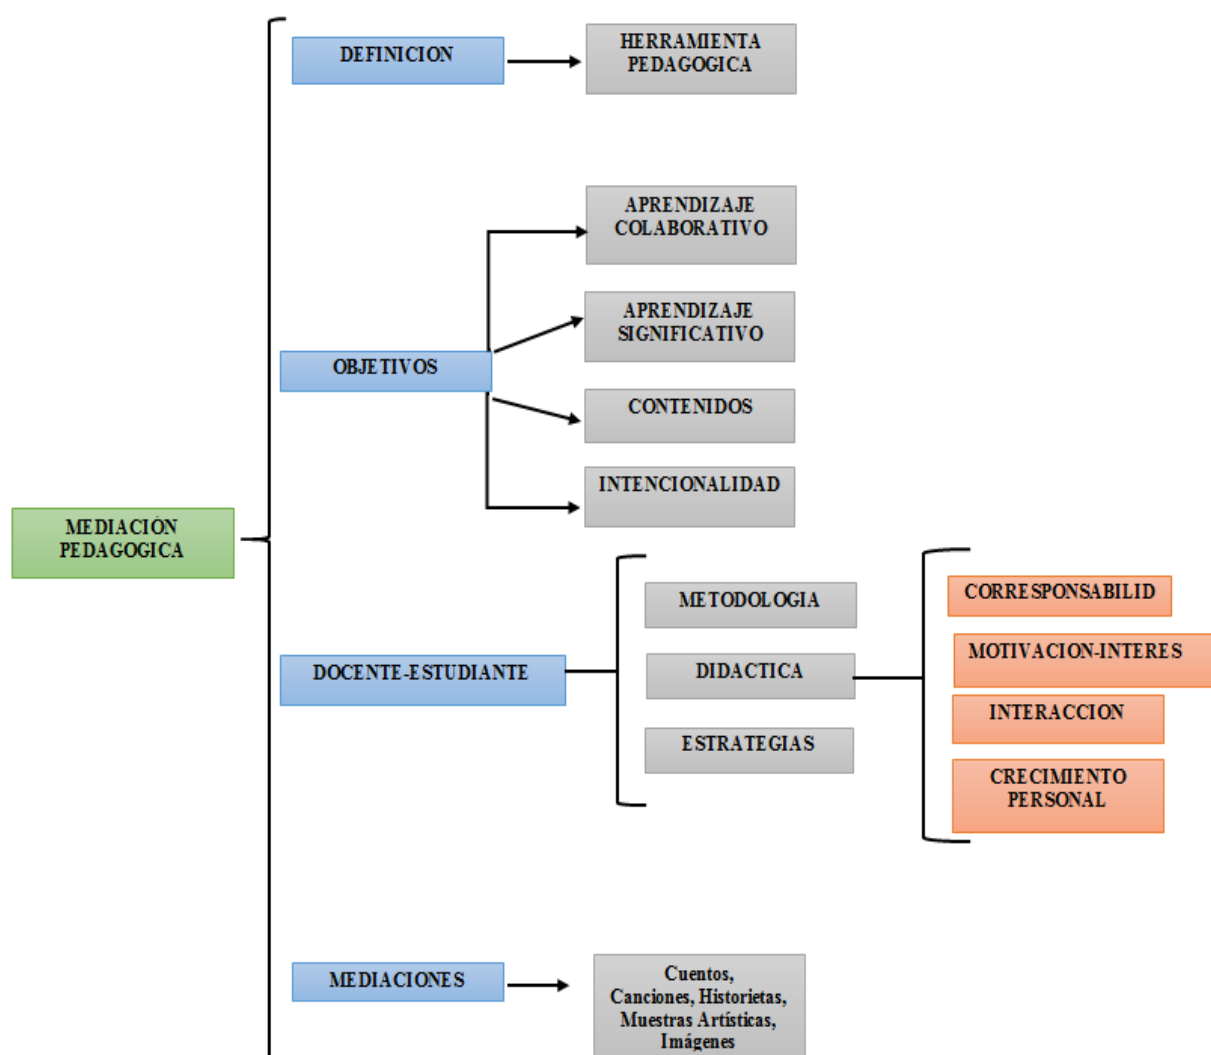 DEFINICION
HERRAMIENTA
PEDAGOGICA
APRENDIZAJE
COLABORATIVO
APRENDIZAJE
SIGNIFICATIVO
OBJETIVOS
CONTENIDOS
INTENCIONALIDAD
MEDIACIÓN
PEDAGOGICA
METODOLOGIA
CORRESPONSABILID
MOTIVACION-INTERES
DOCENTE-ESTUDIANTE
DIDACTICA
INTERACCION
ESTRATEGIAS
CRECIMIENTO
PERSONAL
MEDIACIONES
Cuentos,
Canciones, Historietas,
Muestras Artísticas,
Imágenes